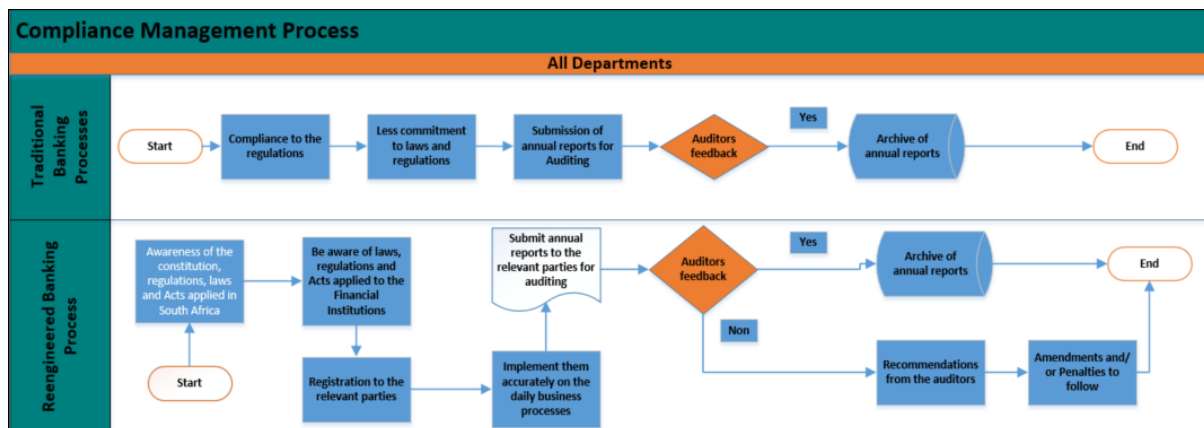 Compliance Management Process
All Departments
Traditional
Banking
Processes
Start
Compliance to the
regulations
Less commitment
to laws and
regulations
Submission of
annual reports for
Auditing
Auditors
feedback
Yes
Archive of
annual reports
End
Reengineered Banking
Process
Awareness of the
constitution,
regulations, laws
and Acts applied in
South Africa
Start
Be aware of laws,
regulations and
Acts applied to the
Financial
Institutions
Registration to the
relevant parties
Submit annual
reports to the
relevant parties for
auditing
Implement them
accurately on the
daily business
processes
Auditors
feedback
Yes
Non
Archive of
annual reports
Recommendations
from the auditors
Amendments and/
or Penalties to
follow
End